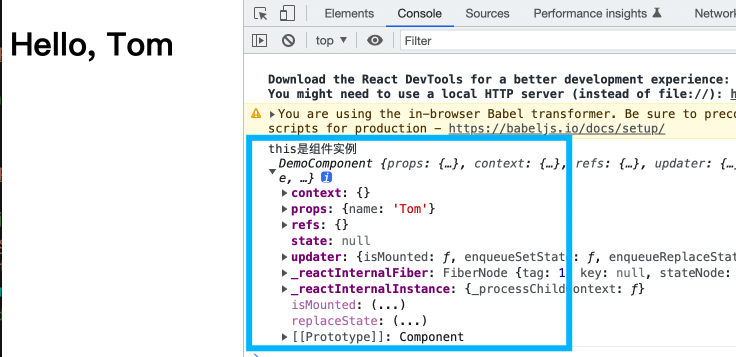 Hello, Tom
Elements Console Sources Performance insights Network
top Filter
Download the React DevTools for a better development experience:
You might need to use a local HTTP server (instead of file://):
You are using the in-browser Babel transformer. Be sure to preco
scripts for production - https://babeljs.io/docs/setup/
this是组件实例
DemoComponent {props: {…}, context: {…}, refs: {…}, updater: {…
e, …}
context: {}
props: {name: 'Tom'}
refs: {}
state: null
updater: {isMounted: ƒ, enqueueSetState: ƒ, enqueueReplaceStat
_reactInternalFiber: FiberNode {tag: 1, key: null, stateNode:
_reactInternalInstance: {_processChildContext: ƒ}
isMounted: (...)
replaceState: (...)
[[Prototype]]: Component